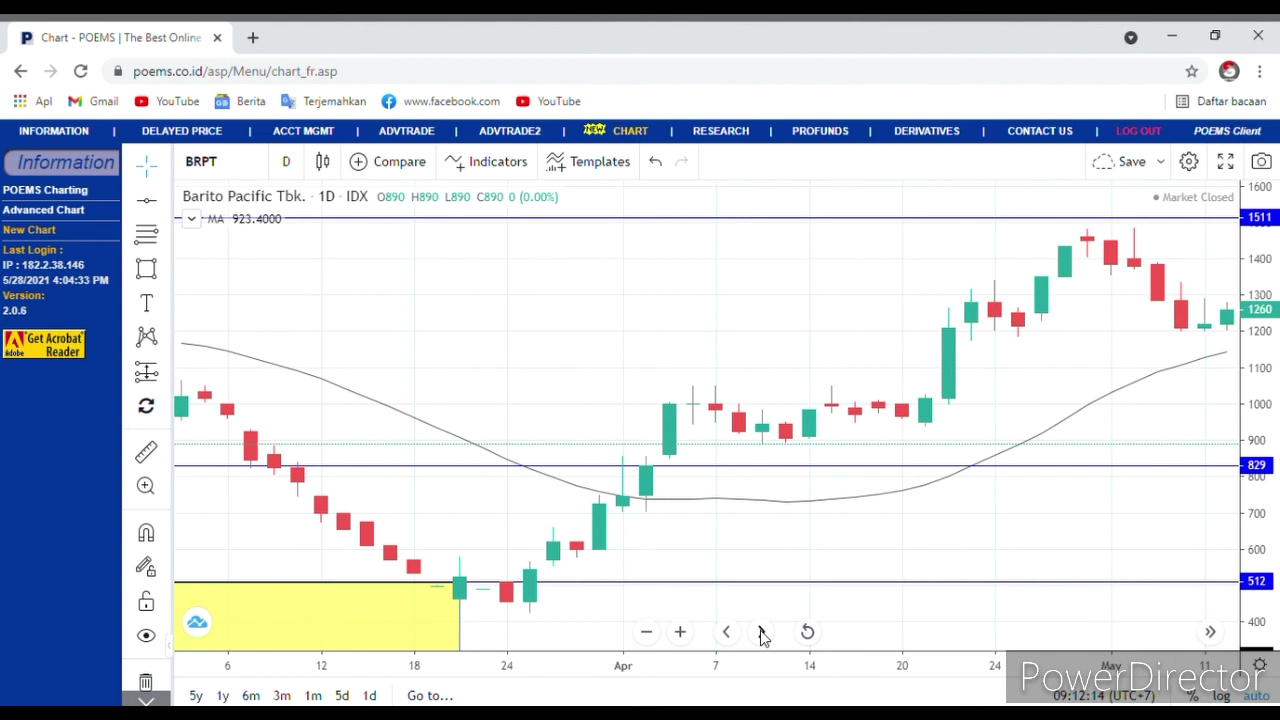 Chart - POEMS | The Best Online
poems.co.id/asp/Menu/chart_fr.asp
Apl Gmail YouTube Berita Terjemahkan www.facebook.com YouTube Daftar bacaan
INFORMATION | DELAYED PRICE | ACCT MGMT | ADVTRADE | ADVTRADE2 | NEW CHART | RESEARCH | PROFUNDS | DERIVATIVES | CONTACT US | LOG OUT POEMS Client
Information
POEMS Charting
Advanced Chart
New Chart
Last Login :
IP : 182.2.38.146
5/28/2021 4:04:33 PM
Version:
2.0.6
Get Acrobat
Reader
Adobe
BRPT D Compare Indicators Templates Save
Barito Pacific Tbk. · 1D · IDX O890 H890 L890 C890 0 (0.00%)
Market Closed
MA 923.4000
1600
1511
1400
1300
1260
1200
1100
1000
900
829
800
700
600
512
400
6 12 18 24 Apr 7 14 20 24 May 11
5y 1y 6m 3m 1m 5d 1d Go to...
09:12:14 (UTC+7) % log auto
PowerDirector